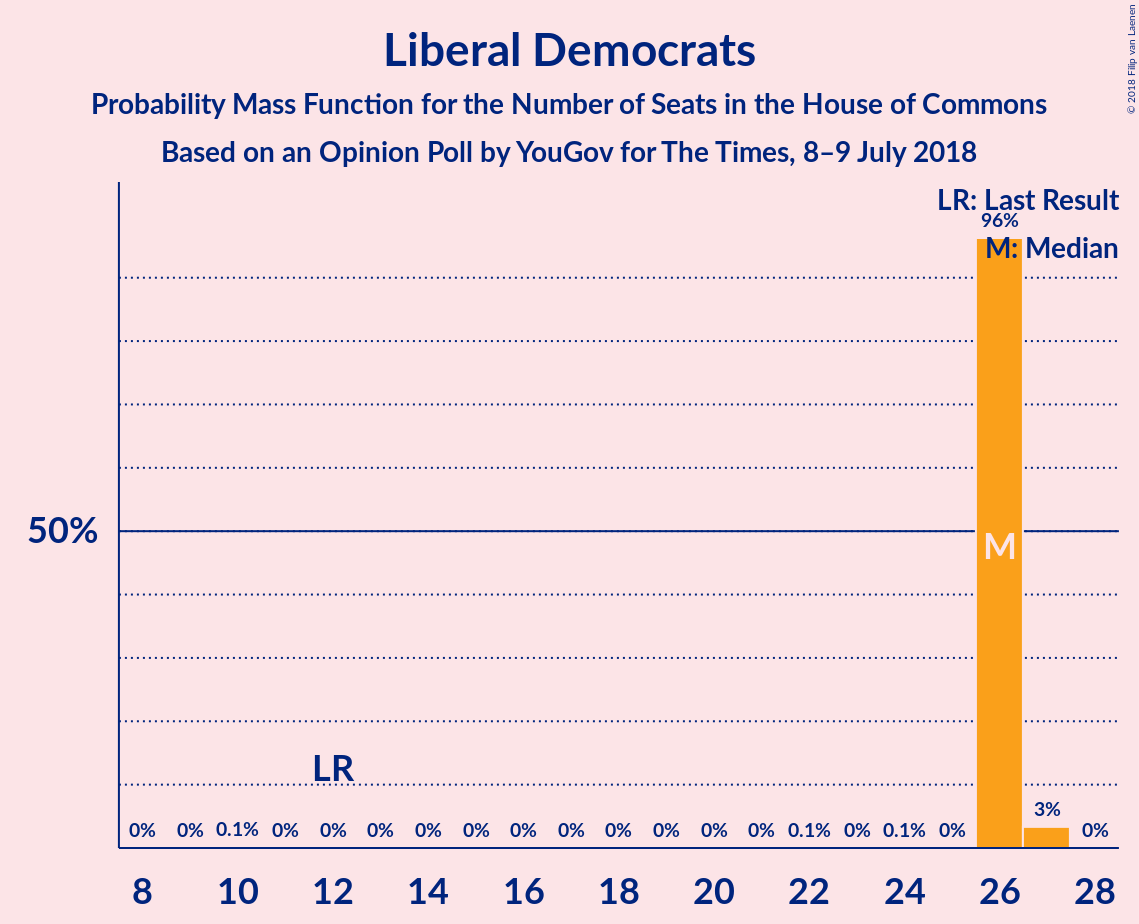 Liberal Democrats
Probability Mass Function for the Number of Seats in the House of Commons
Based on an Opinion Poll by YouGov for The Times, 8–9 July 2018
© 2018 Filip van Laenen
LR: Last Result
96%
M: Median
50%
M
LR
3%
0% 0% 0.1% 0% 0% 0% 0% 0% 0% 0% 0% 0% 0% 0% 0.1% 0% 0.1% 0% 0%
8 10 12 14 16 18 20 22 24 26 28